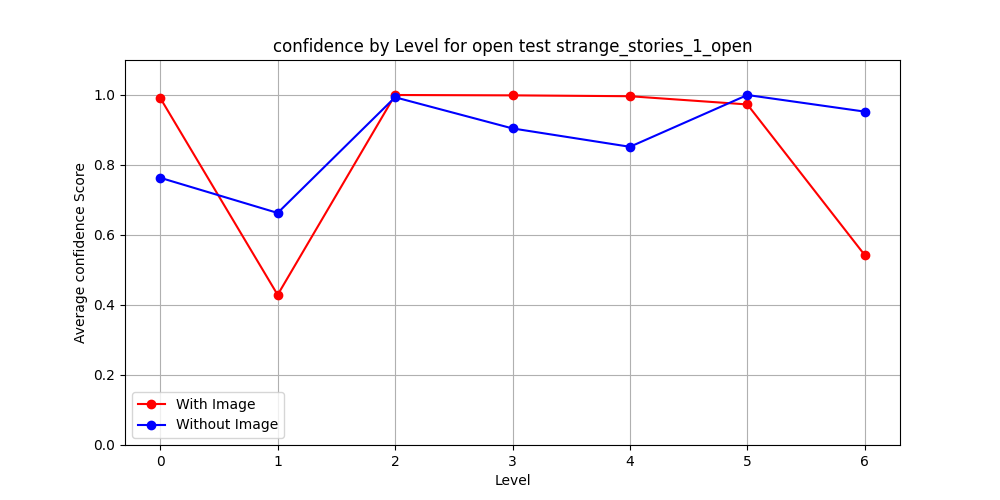 confidence by Level for open test strange_stories_1_open
Average confidence Score
1.0
0.8
0.6
0.4
0.2
0.0
With Image
Without Image
0 1 2 3 4 5 6
Level